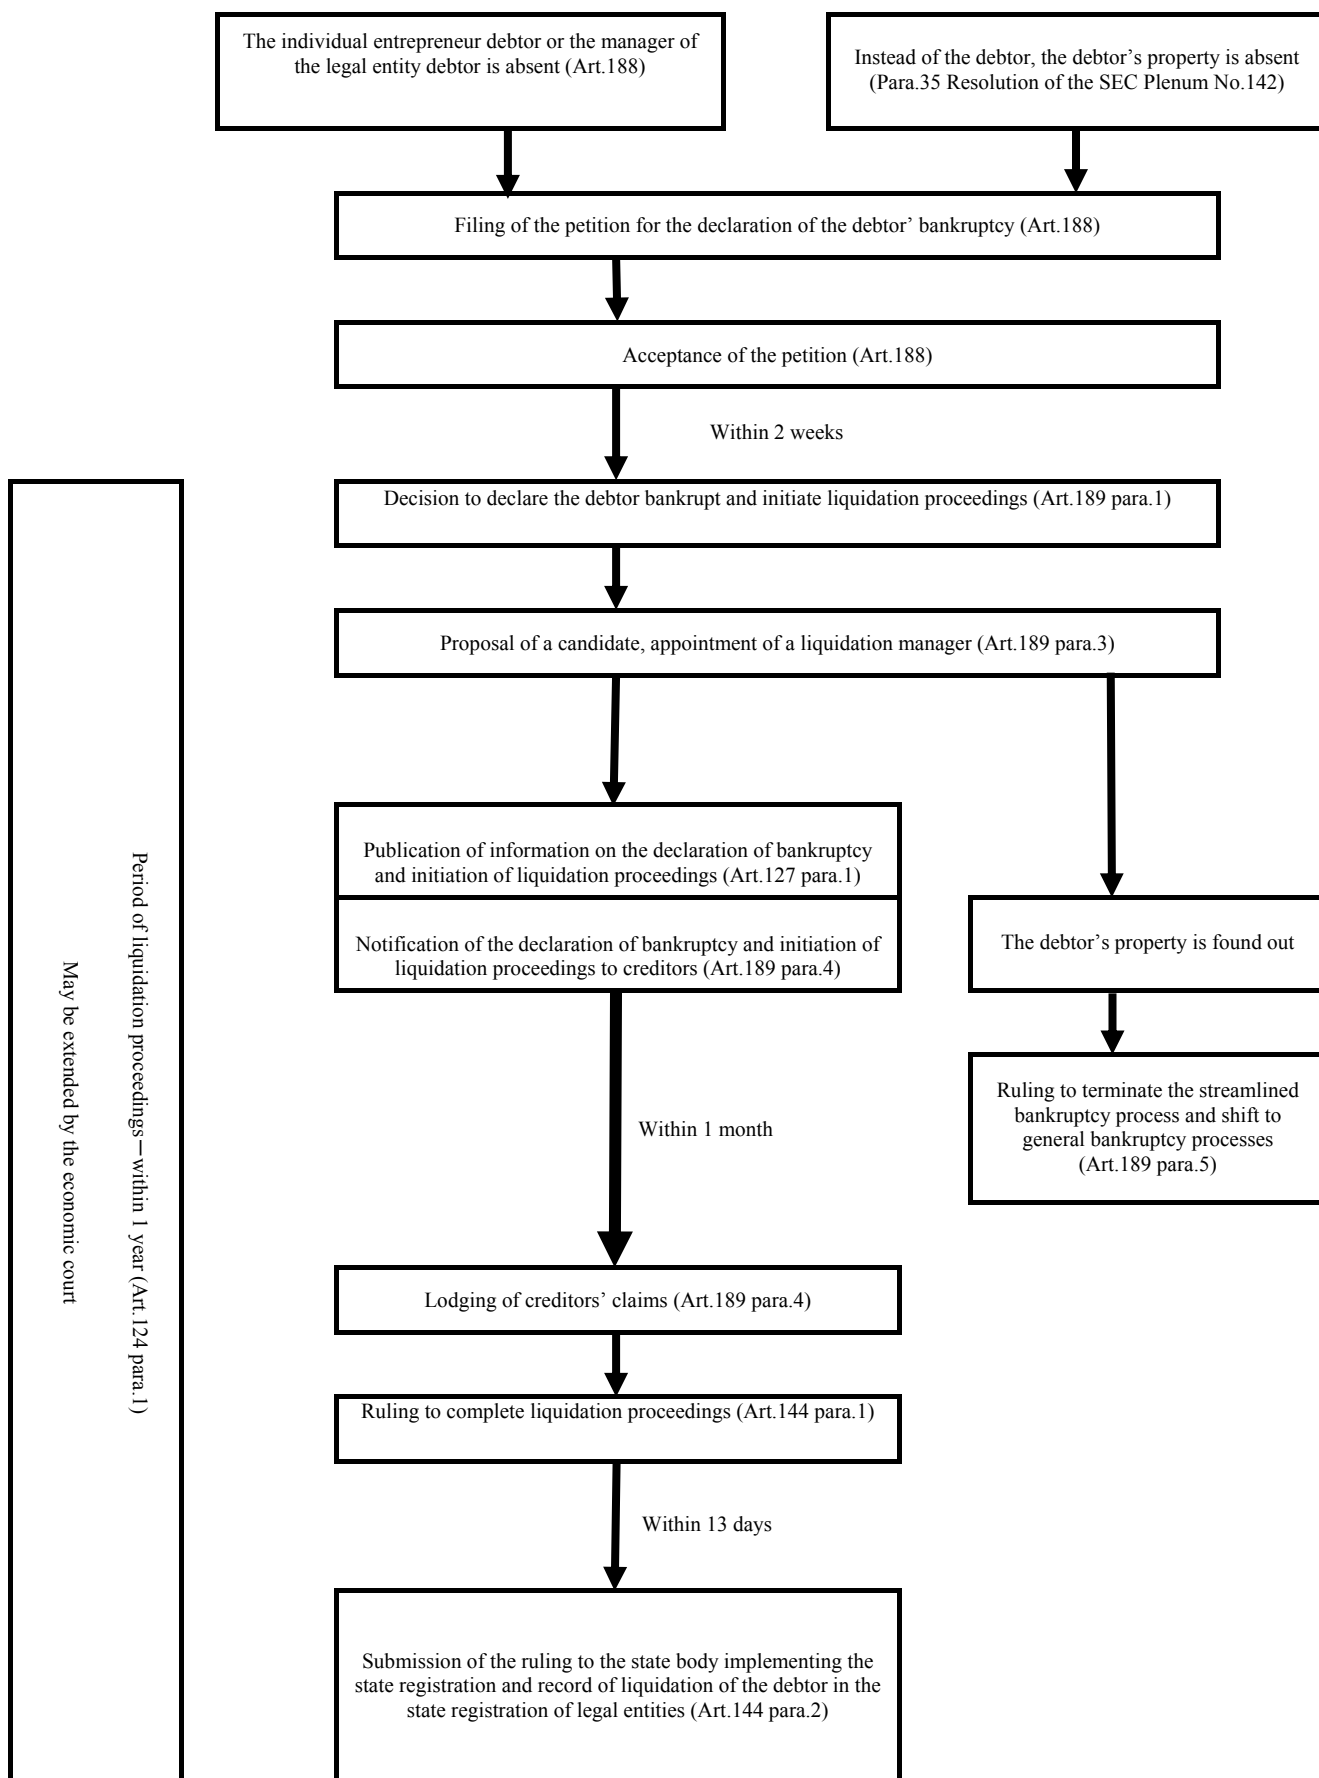 The individual entrepreneur debtor or the manager of
the legal entity debtor is absent (Art.188)
Instead of the debtor, the debtor’s property is absent
(Para.35 Resolution of the SEC Plenum No.142)
Filing of the petition for the declaration of the debtor’ bankruptcy (Art.188)
Acceptance of the petition (Art.188)
Within 2 weeks
Decision to declare the debtor bankrupt and initiate liquidation proceedings (Art.189 para.1)
Proposal of a candidate, appointment of a liquidation manager (Art.189 para.3)
Period of liquidation proceedings—within 1 year (Art.124 para.1)
May be extended by the economic court
Publication of information on the declaration of bankruptcy
and initiation of liquidation proceedings (Art.127 para.1)
Notification of the declaration of bankruptcy and initiation of
liquidation proceedings to creditors (Art.189 para.4)
The debtor’s property is found out
Ruling to terminate the streamlined
bankruptcy process and shift to
general bankruptcy processes
(Art.189 para.5)
Within 1 month
Lodging of creditors’ claims (Art.189 para.4)
Ruling to complete liquidation proceedings (Art.144 para.1)
Within 13 days
Submission of the ruling to the state body implementing the
state registration and record of liquidation of the debtor in the
state registration of legal entities (Art.144 para.2)